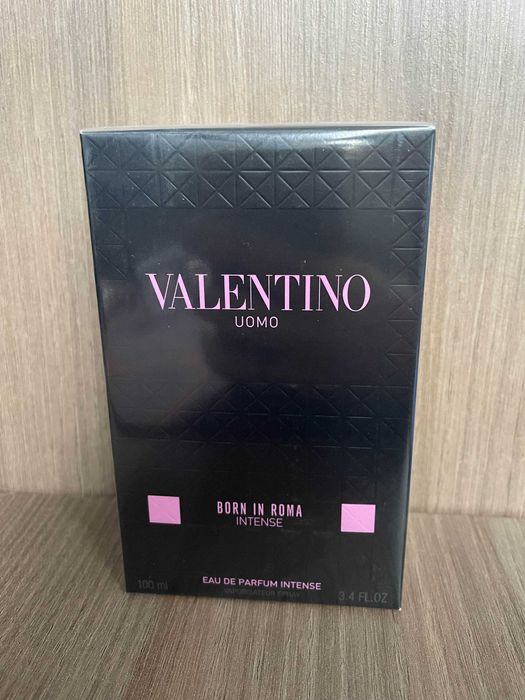 VALENTINO
UOMO
BORN IN ROMA
INTENSE
EAU DE PARFUM INTENSE
100 ml VAPORISATEUR SPRAY 3.4 FL.OZ